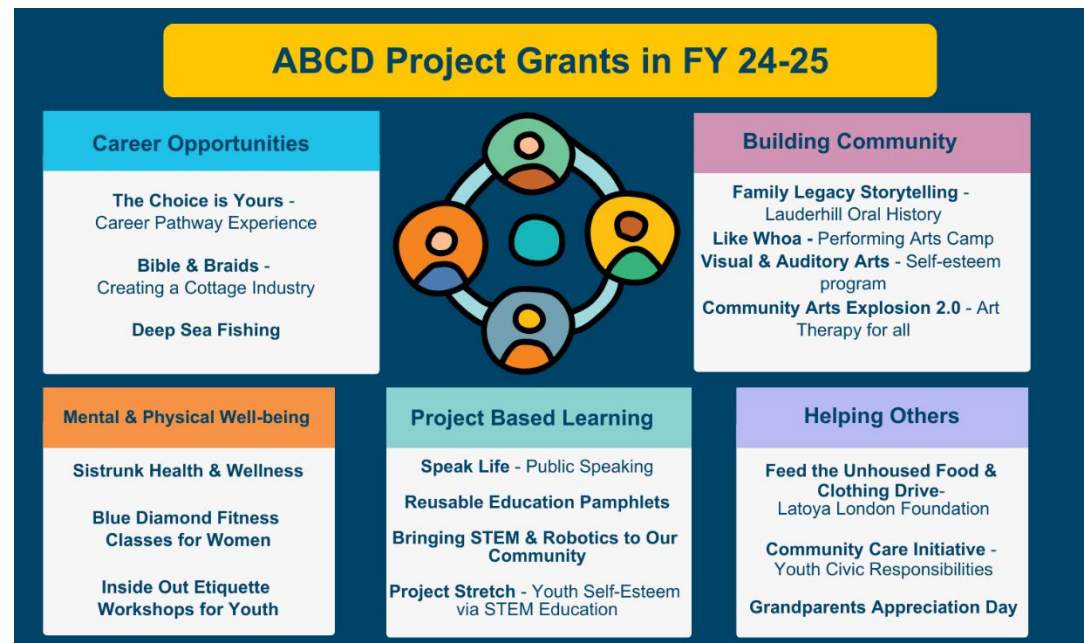 ABCD Project Grants in FY 24-25
Career Opportunities
The Choice is Yours -
Career Pathway Experience
Bible & Braids -
Creating a Cottage Industry
Deep Sea Fishing
Building Community
Family Legacy Storytelling -
Lauderhill Oral History
Like Whoa - Performing Arts Camp
Visual & Auditory Arts - Self-esteem
program
Community Arts Explosion 2.0 - Art
Therapy for all
Mental & Physical Well-being
Sistrunk Health & Wellness
Blue Diamond Fitness
Classes for Women
Inside Out Etiquette
Workshops for Youth
Project Based Learning
Speak Life - Public Speaking
Reusable Education Pamphlets
Bringing STEM & Robotics to Our
Community
Project Stretch - Youth Self-Esteem
via STEM Education
Helping Others
Feed the Unhoused Food &
Clothing Drive-
Latoya London Foundation
Community Care Initiative -
Youth Civic Responsibilities
Grandparents Appreciation Day